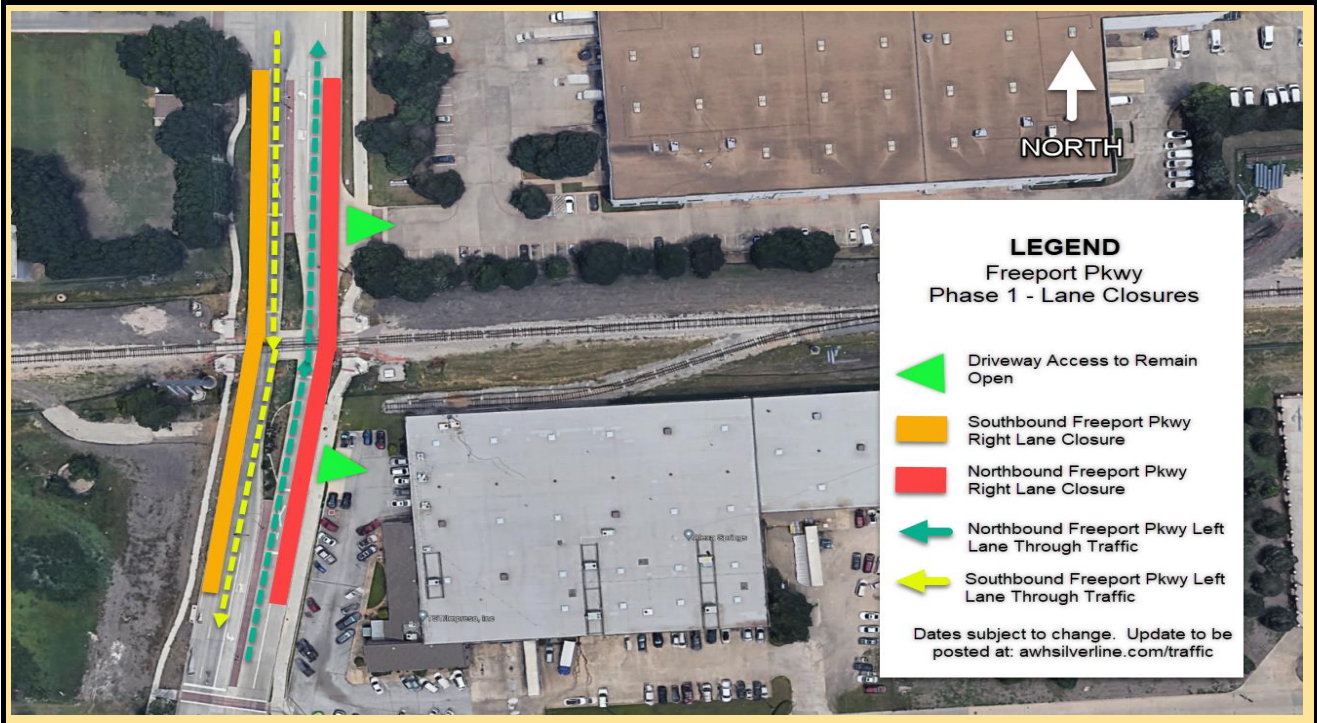 NORTH
LEGEND
Freeport Pkwy
Phase 1 - Lane Closures
Driveway Access to Remain
Open
Southbound Freeport Pkwy
Right Lane Closure
Northbound Freeport Pkwy
Right Lane Closure
Northbound Freeport Pkwy Left
Lane Through Traffic
Southbound Freeport Pkwy Left
Lane Through Traffic
Dates subject to change. Update to be
posted at: awhsilverline.com/traffic
Springs
Inc